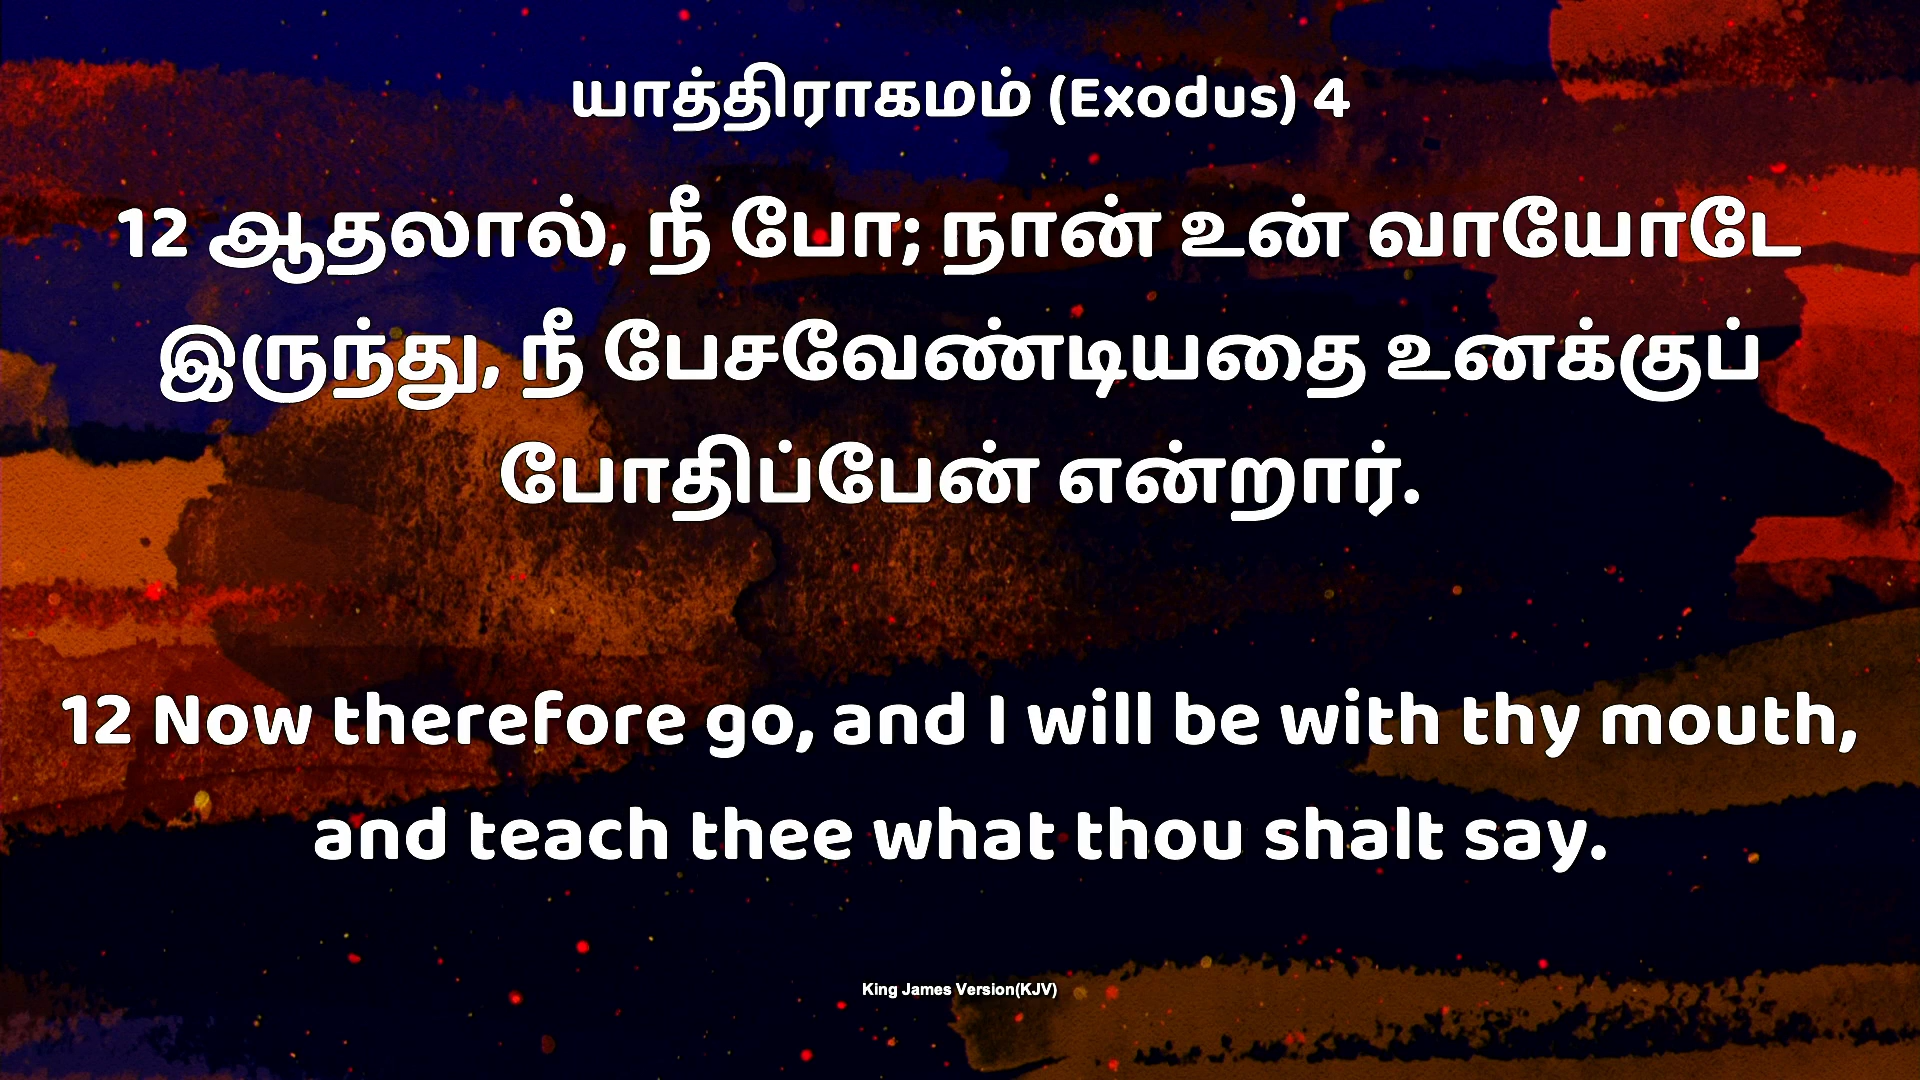 யாத்திராகமம் (Exodus) 4
12 ஆதலால், நீ போ; நான் உன் வாயோடே
இருந்து, நீ பேசவேண்டியதை உனக்குப்
போதிப்பேன் என்றார்.
12 Now therefore go, and I will be with thy mouth,
and teach thee what thou shalt say.
King James Version(KJV)